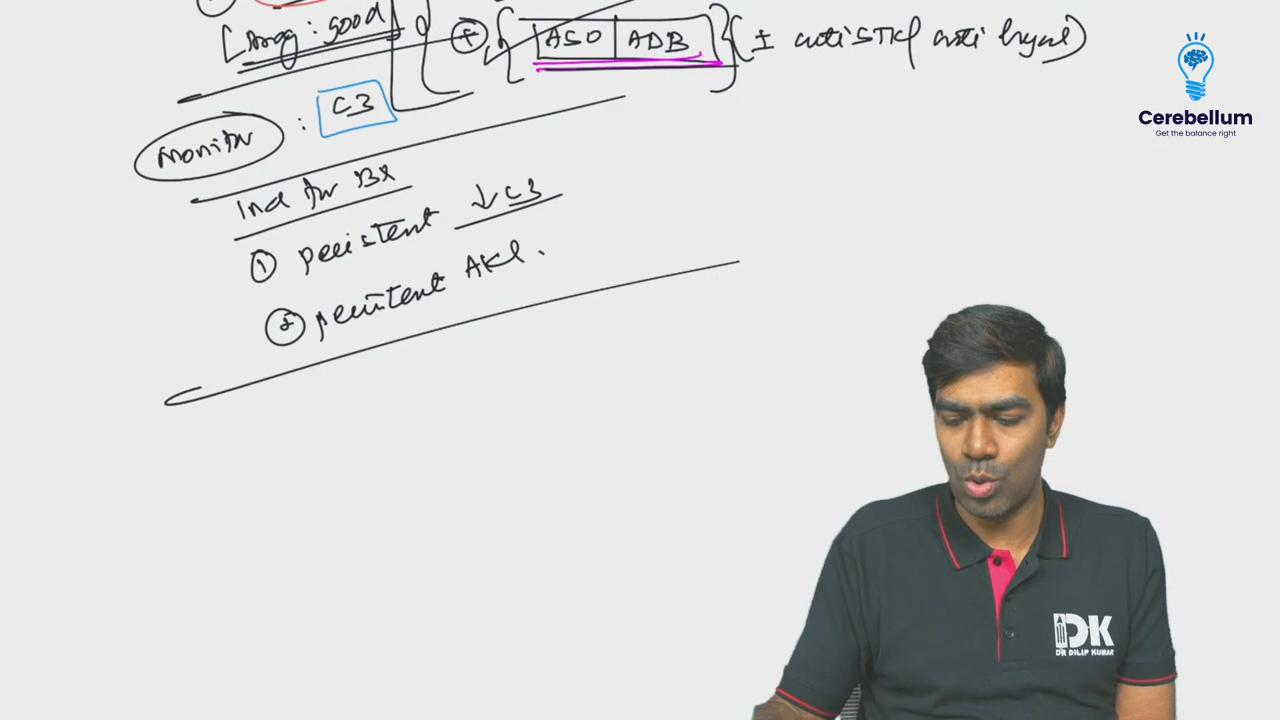 [Prog : good
+ { ASO | ADB } (± anti STK/ anti hyal)
Monitor : C3
Ind for Bx
① persistent ↓ C3
② persistent AKI.
Cerebellum
Get the balance right
DK
DR DILIP KUMAR